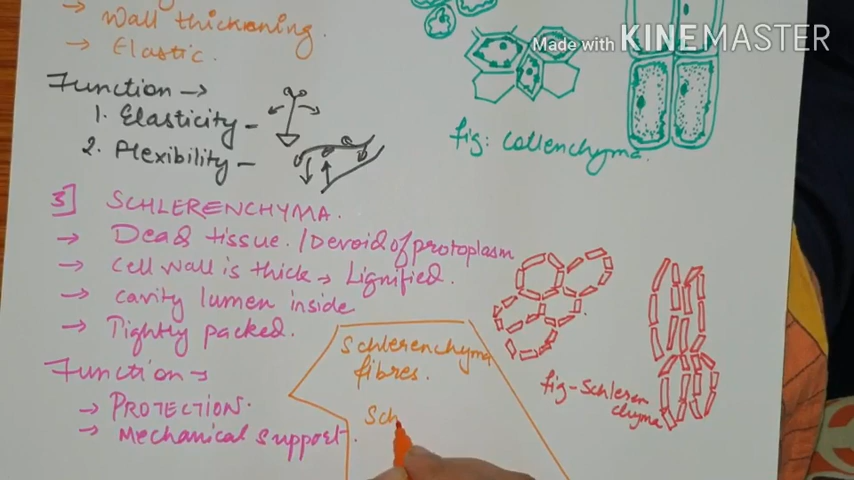 → Wall thickening.
→ Elastic.
Made with KINEMASTER
Function →
1. Elasticity -
2. Flexibility -
fig: Collenchyma.
3] SCHLERENCHYMA.
→ Dead tissue. / Devoid of protoplasm
→ Cell wall is thick → Lignified.
→ cavity lumen inside
→ Tightly packed.
Function →
→ PROTECTION.
→ Mechanical support.
Schlerenchyma
fibres.
Sch
fig - Schleren
chyma